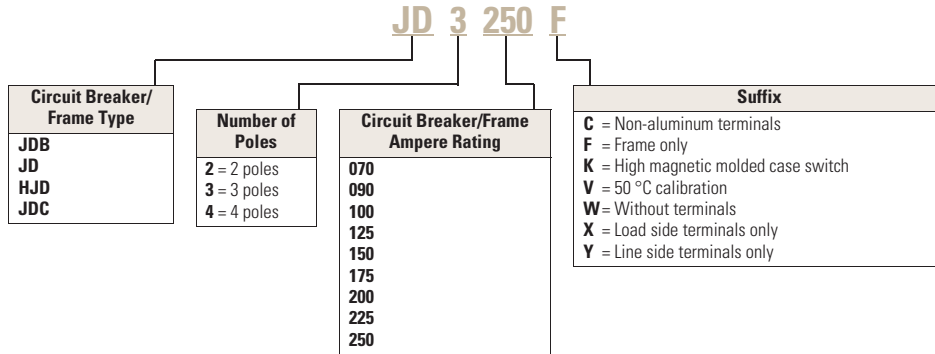 JD 3 250 F
Circuit Breaker/
Frame Type
JDB
JD
HJD
JDC
Number of
Poles
2 = 2 poles
3 = 3 poles
4 = 4 poles
Circuit Breaker/Frame
Ampere Rating
070
090
100
125
150
175
200
225
250
Suffix
C = Non-aluminum terminals
F = Frame only
K = High magnetic molded case switch
V = 50 °C calibration
W= Without terminals
X = Load side terminals only
Y = Line side terminals only